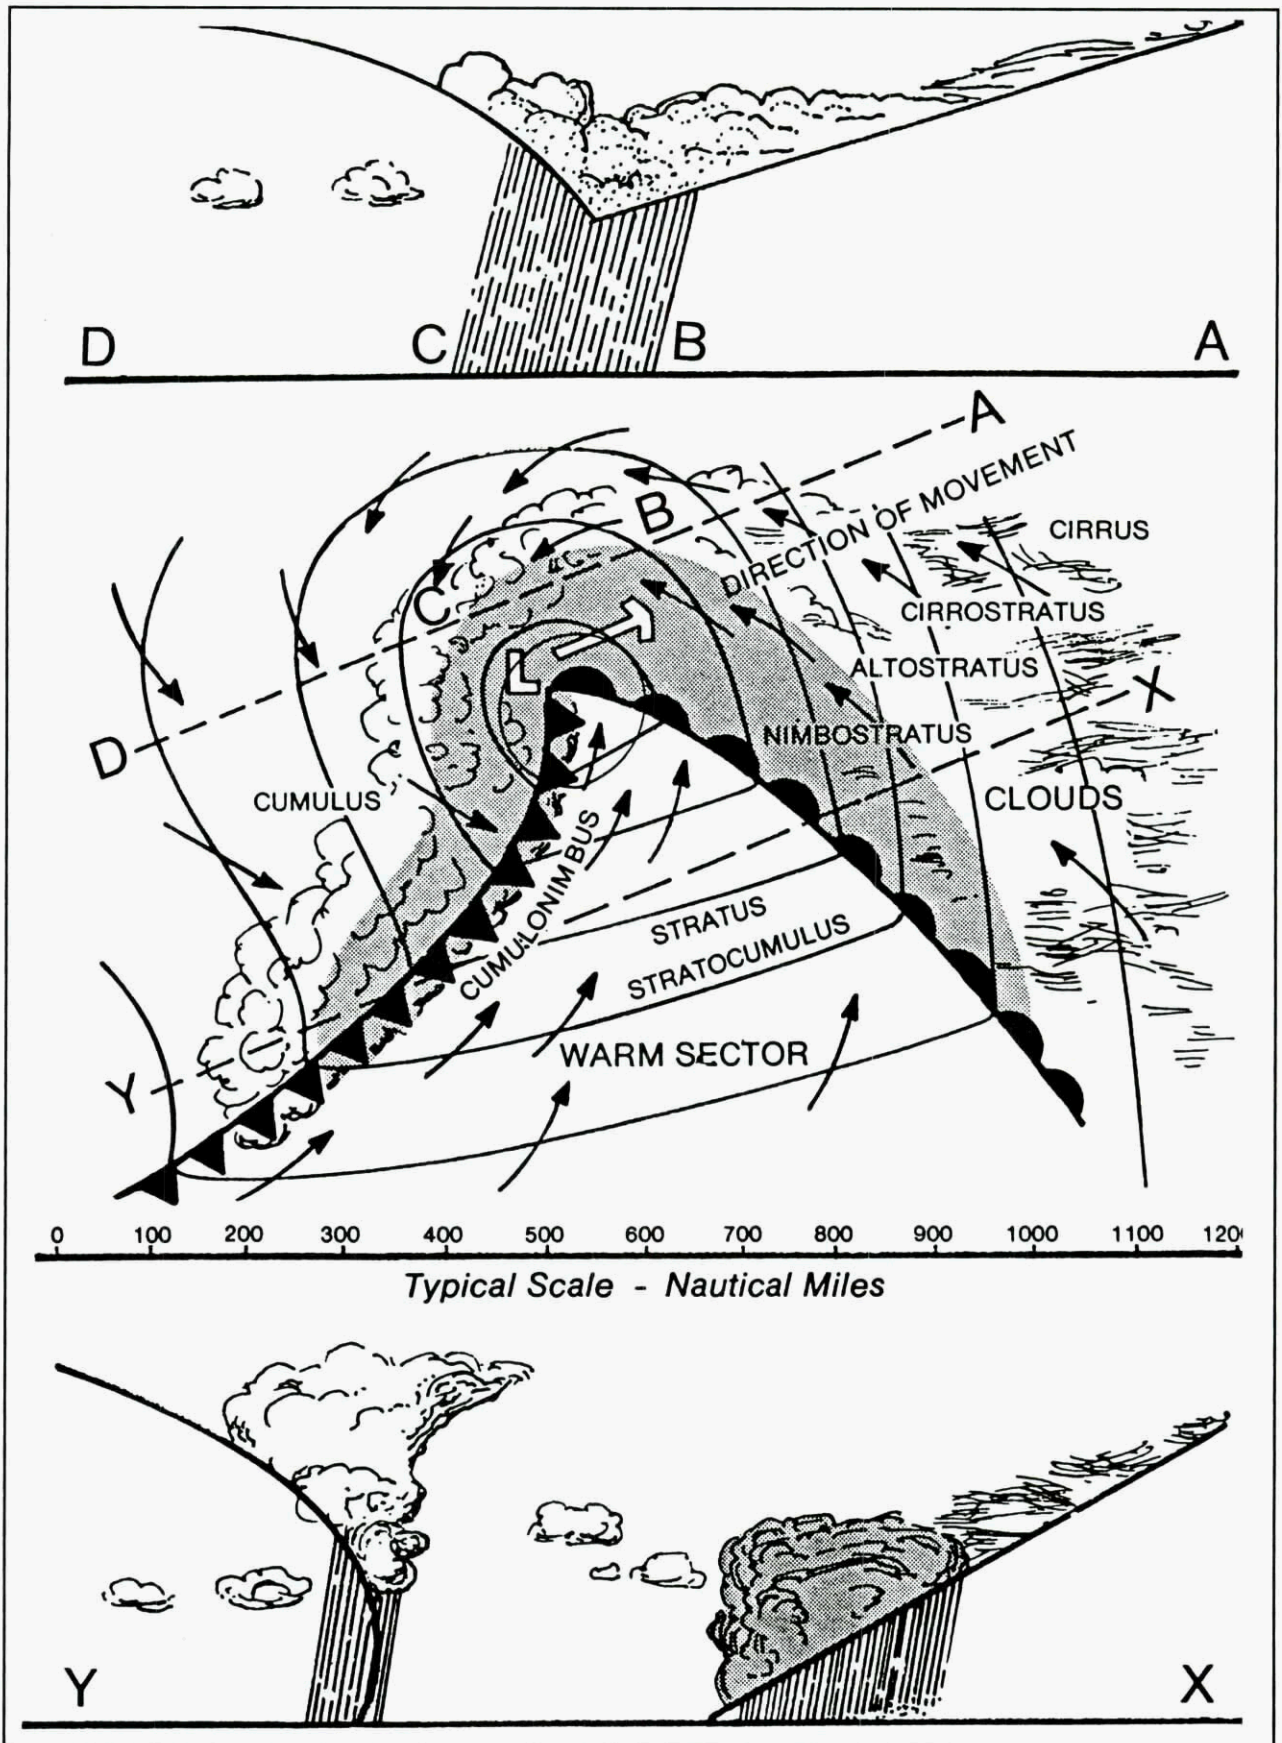 D C B A
A
DIRECTION OF MOVEMENT
B
CIRRUS
C
CIRROSTRATUS
L
ALTOSTRATUS
X
D
NIMBOSTRATUS
CUMULUS
CLOUDS
CUMULONIMBUS
STRATUS
STRATOCUMULUS
Y
WARM SECTOR
0 100 200 300 400 500 600 700 800 900 1000 1100
Typical Scale - Nautical Miles
Y X